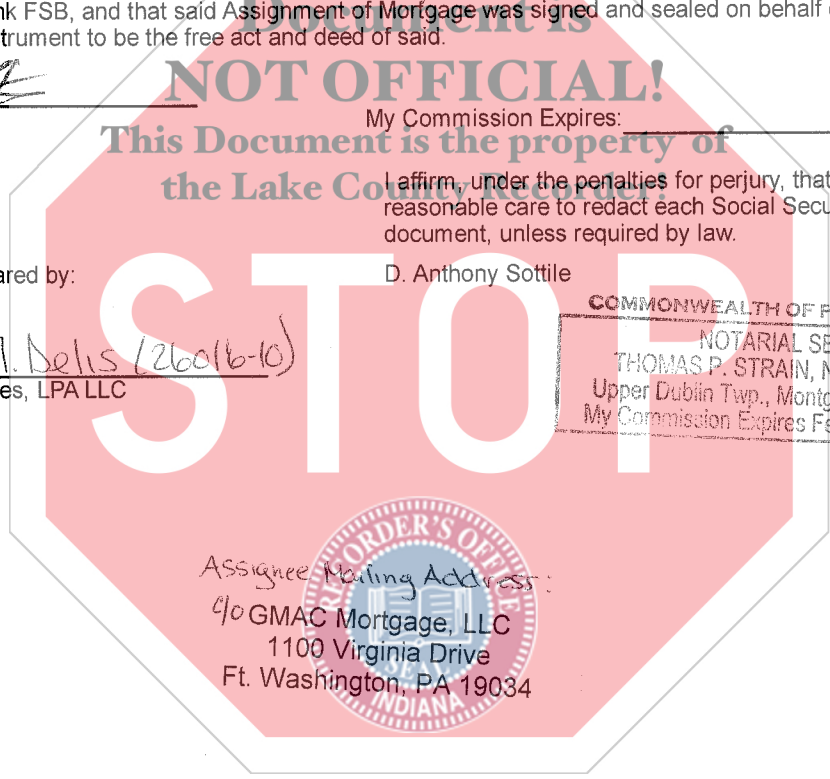 nk FSB, and that said Assignment of Mortgage was signed and sealed on behalf
trument to be the free act and deed of said.
Document is
NOT OFFICIAL!
My Commission Expires:
This Document is the property of
the Lake County Recorder!
I affirm, under the penalties for perjury, that
reasonable care to redact each Social Secu
document, unless required by law.
ared by:
D. Anthony Sottile
STOP
COMMONWEALTH OF P
NOTARIAL SE
THOMAS P. STRAIN, N
Upper Dublin Twp., Montg
My Commission Expires Fe
. Delis (26016-10)
es, LPA LLC
RECORDER'S OFFICE
Assignee Mailing Address:
c/o GMAC Mortgage, LLC
1100 Virginia Drive
Ft. Washington, PA 19034
SEAL
INDIANA